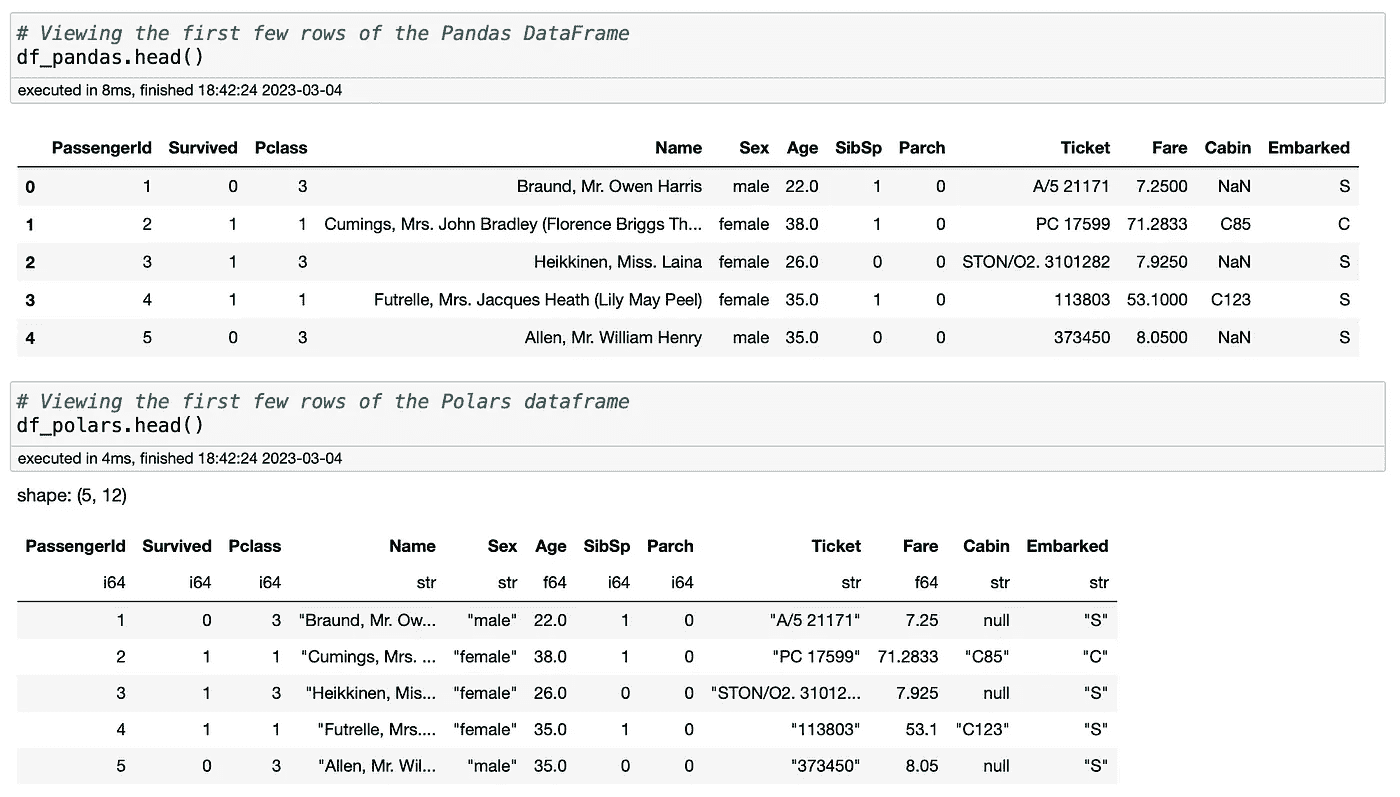 # Viewing the first few rows of the Pandas DataFrame
df_pandas.head()
executed in 8ms, finished 18:42:24 2023-03-04
PassengerId Survived Pclass Name Sex Age SibSp Parch Ticket Fare Cabin Embarked
0 1 0 3 Braund, Mr. Owen Harris male 22.0 1 0 A/5 21171 7.2500 NaN S
1 2 1 1 Cumings, Mrs. John Bradley (Florence Briggs Th... female 38.0 1 0 PC 17599 71.2833 C85 C
2 3 1 3 Heikkinen, Miss. Laina female 26.0 0 0 STON/O2. 3101282 7.9250 NaN S
3 4 1 1 Futrelle, Mrs. Jacques Heath (Lily May Peel) female 35.0 1 0 113803 53.1000 C123 S
4 5 0 3 Allen, Mr. William Henry male 35.0 0 0 373450 8.0500 NaN S
# Viewing the first few rows of the Polars dataframe
df_polars.head()
executed in 4ms, finished 18:42:24 2023-03-04
shape: (5, 12)
PassengerId Survived Pclass Name Sex Age SibSp Parch Ticket Fare Cabin Embarked
i64 i64 i64 str str f64 i64 i64 str f64 str str
1 0 3 "Braund, Mr. Ow... "male" 22.0 1 0 "A/5 21171" 7.25 null "S"
2 1 1 "Cumings, Mrs. ... "female" 38.0 1 0 "PC 17599" 71.2833 "C85" "C"
3 1 3 "Heikkinen, Mis... "female" 26.0 0 0 "STON/O2. 31012... 7.925 null "S"
4 1 1 "Futrelle, Mrs.... "female" 35.0 1 0 "113803" 53.1 "C123" "S"
5 0 3 "Allen, Mr. Wil... "male" 35.0 0 0 "373450" 8.05 null "S"